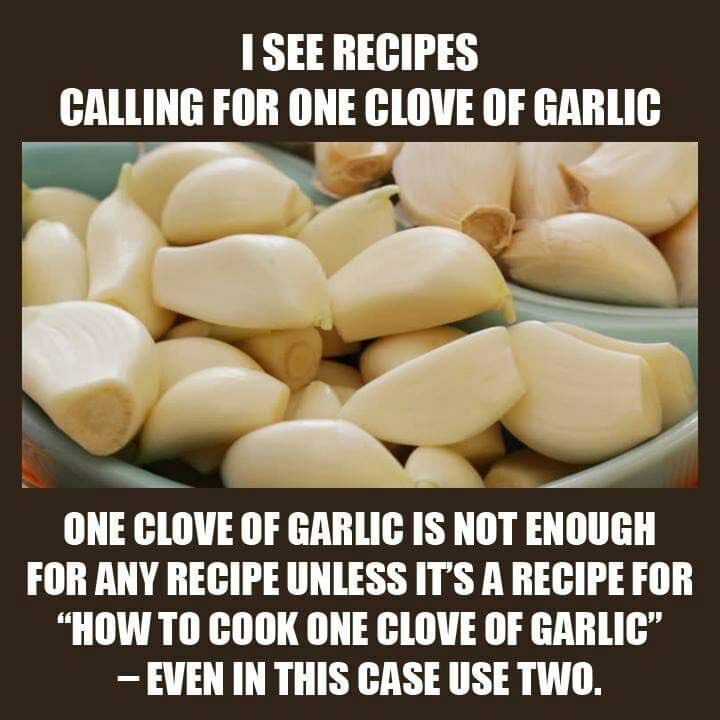 I SEE RECIPES
CALLING FOR ONE CLOVE OF GARLIC
ONE CLOVE OF GARLIC IS NOT ENOUGH
FOR ANY RECIPE UNLESS IT'S A RECIPE FOR
“HOW TO COOK ONE CLOVE OF GARLIC”
– EVEN IN THIS CASE USE TWO.